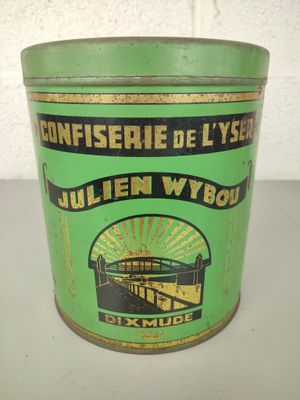 CONFISERIE DE L'YSER
JULIEN WYBOU
DIXMUDE